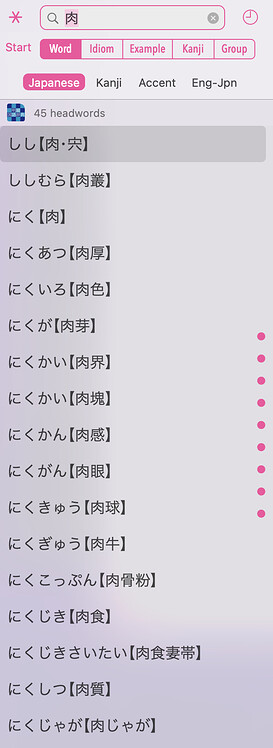 肉
Start Word Idiom Example Kanji Group
Japanese Kanji Accent Eng-Jpn
45 headwords
しし【肉･宍】
ししむら【肉叢】
にく【肉】
にくあつ【肉厚】
にくいろ【肉色】
にくが【肉芽】
にくかい【肉界】
にくかい【肉塊】
にくかん【肉感】
にくがん【肉眼】
にくきゅう【肉球】
にくぎゅう【肉牛】
にくこっぷん【肉骨粉】
にくじき【肉食】
にくじきさいたい【肉食妻帯】
にくしつ【肉質】
にくじゃが【肉じゃが】